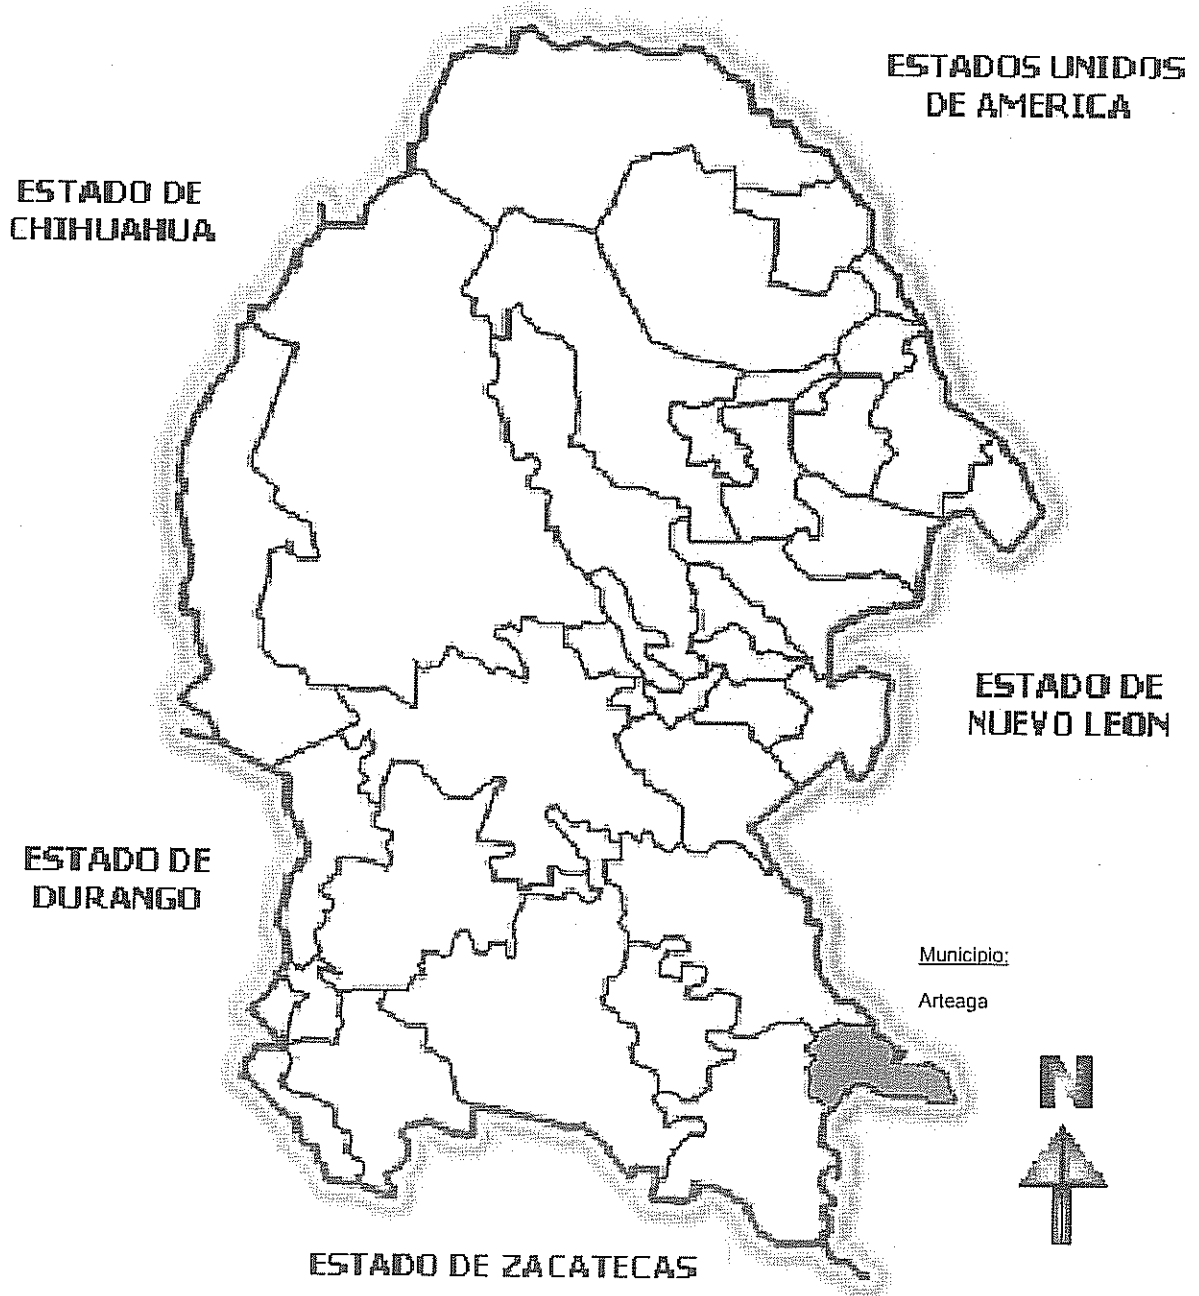 ESTADOS UNIDOS
DE AMERICA
ESTADO DE
CHIHUAHUA
ESTADO DE
NUEVO LEON
ESTADO DE
DURANGO
Municipio:
Arteaga
N
ESTADO DE ZACATECAS